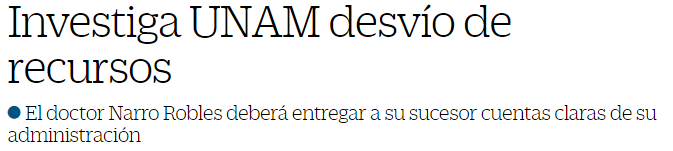 Investiga UNAM desvío de
recursos
● El doctor Narro Robles deberá entregar a su sucesor cuentas claras de su
administración